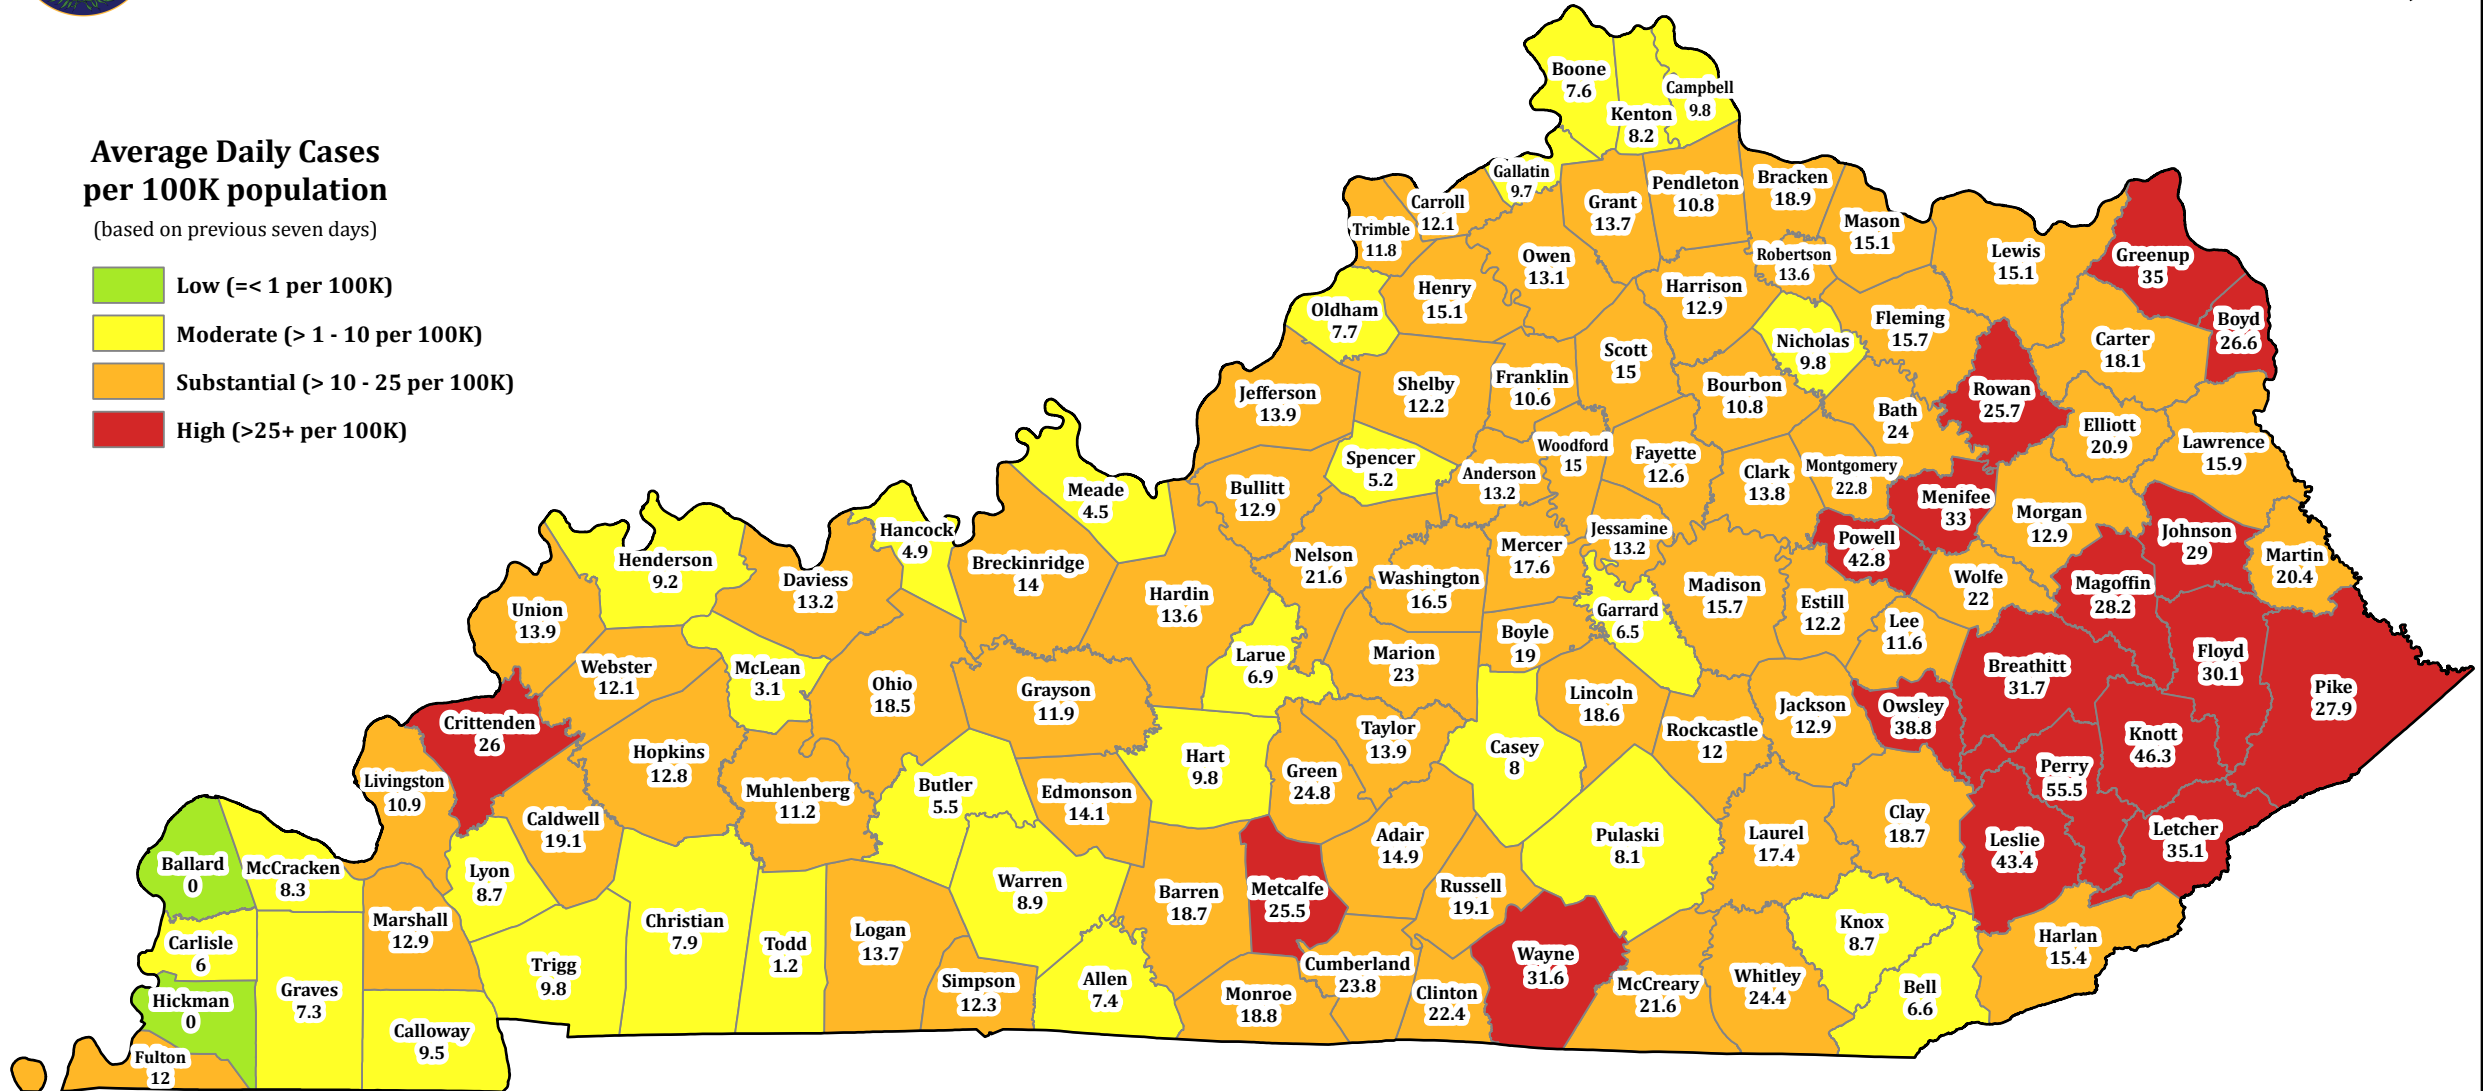 Average Daily Cases
per 100K population
(based on previous seven days)
Low (=< 1 per 100K)
Moderate (> 1 - 10 per 100K)
Substantial (> 10 - 25 per 100K)
High (>25+ per 100K)
Boone
7.6
Kenton
8.2
Campbell
9.8
Gallatin
9.7
Carroll
12.1
Trimble
11.8
Grant
13.7
Pendleton
10.8
Bracken
18.9
Mason
15.1
Robertson
13.6
Lewis
15.1
Greenup
35
Boyd
26.6
Owen
13.1
Henry
15.1
Oldham
7.7
Harrison
12.9
Nicholas
9.8
Fleming
15.7
Carter
18.1
Rowan
25.7
Elliott
20.9
Lawrence
15.9
Jefferson
13.9
Shelby
12.2
Franklin
10.6
Scott
15
Bourbon
10.8
Bath
24
Meade
4.5
Bullitt
12.9
Spencer
5.2
Anderson
13.2
Woodford
15
Fayette
12.6
Clark
13.8
Montgomery
22.8
Menifee
33
Morgan
12.9
Johnson
29
Martin
20.4
Henderson
9.2
Daviess
13.2
Hancock
4.9
Breckinridge
14
Hardin
13.6
Nelson
21.6
Washington
16.5
Mercer
17.6
Jessamine
13.2
Garrard
6.5
Madison
15.7
Estill
12.2
Powell
42.8
Wolfe
22
Lee
11.6
Magoffin
28.2
Floyd
30.1
Pike
27.9
Union
13.9
Webster
12.1
McLean
3.1
Ohio
18.5
Grayson
11.9
Larue
6.9
Marion
23
Boyle
19
Lincoln
18.6
Rockcastle
12
Jackson
12.9
Owsley
38.8
Breathitt
31.7
Knott
46.3
Perry
55.5
Crittenden
26
Livingston
10.9
Hopkins
12.8
Muhlenberg
11.2
Butler
5.5
Edmonson
14.1
Hart
9.8
Green
24.8
Taylor
13.9
Casey
8
Pulaski
8.1
Laurel
17.4
Clay
18.7
Leslie
43.4
Letcher
35.1
Ballard
0
McCracken
8.3
Lyon
8.7
Caldwell
19.1
Marshall
12.9
Carlisle
6
Hickman
0
Fulton
12
Graves
7.3
Calloway
9.5
Trigg
9.8
Christian
7.9
Todd
1.2
Logan
13.7
Simpson
12.3
Warren
8.9
Allen
7.4
Barren
18.7
Metcalfe
25.5
Monroe
18.8
Adair
14.9
Russell
19.1
Cumberland
23.8
Clinton
22.4
Wayne
31.6
McCreary
21.6
Whitley
24.4
Knox
8.7
Bell
6.6
Harlan
15.4